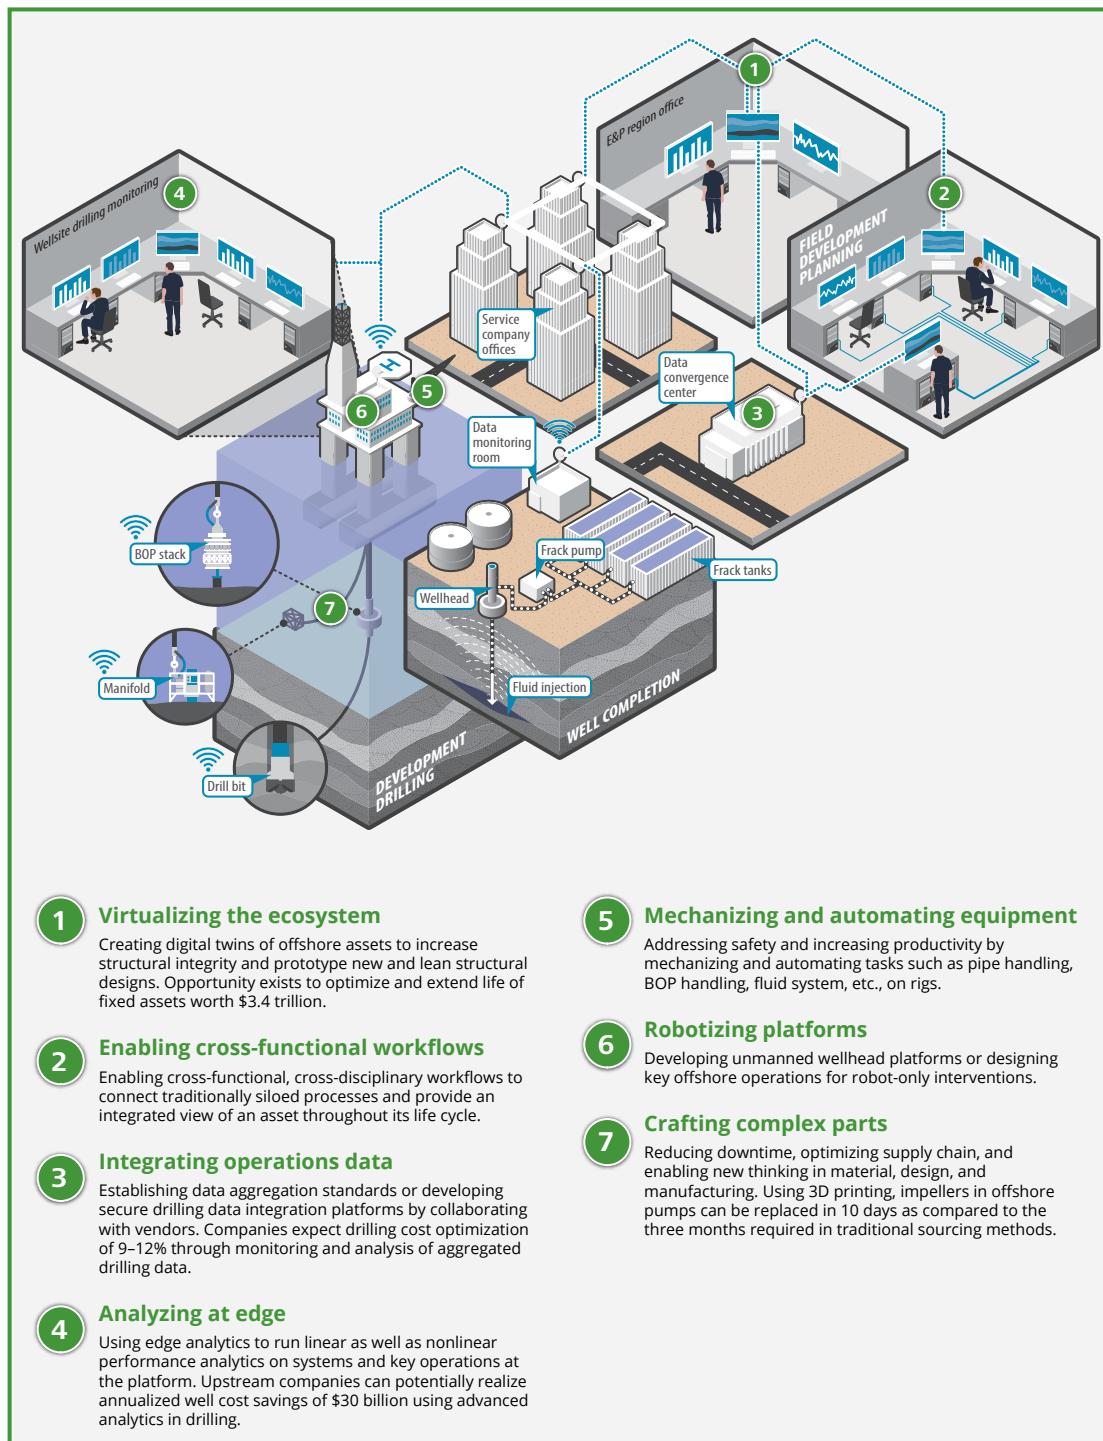 1
E&P region office
4
Wellsite drilling monitoring
2
FIELD
DEVELOPMENT
PLANNING
Service
company
offices
H
5
6
Data
convergence
center
3
Data
monitoring
room
BOP stack
Frack pump
Frack tanks
Wellhead
7
Manifold
Fluid injection
WELL COMPLETION
DEVELOPMENT
DRILLING
Drill bit
1
Virtualizing the ecosystem
Creating digital twins of offshore assets to increase
structural integrity and prototype new and lean structural
designs. Opportunity exists to optimize and extend life of
fixed assets worth $3.4 trillion.
2
Enabling cross-functional workflows
Enabling cross-functional, cross-disciplinary workflows to
connect traditionally siloed processes and provide an
integrated view of an asset throughout its life cycle.
3
Integrating operations data
Establishing data aggregation standards or developing
secure drilling data integration platforms by collaborating
with vendors. Companies expect drilling cost optimization
of 9–12% through monitoring and analysis of aggregated
drilling data.
4
Analyzing at edge
Using edge analytics to run linear as well as nonlinear
performance analytics on systems and key operations at
the platform. Upstream companies can potentially realize
annualized well cost savings of $30 billion using advanced
analytics in drilling.
5
Mechanizing and automating equipment
Addressing safety and increasing productivity by
mechanizing and automating tasks such as pipe handling,
BOP handling, fluid system, etc., on rigs.
6
Robotizing platforms
Developing unmanned wellhead platforms or designing
key offshore operations for robot-only interventions.
7
Crafting complex parts
Reducing downtime, optimizing supply chain, and
enabling new thinking in material, design, and
manufacturing. Using 3D printing, impellers in offshore
pumps can be replaced in 10 days as compared to the
three months required in traditional sourcing methods.